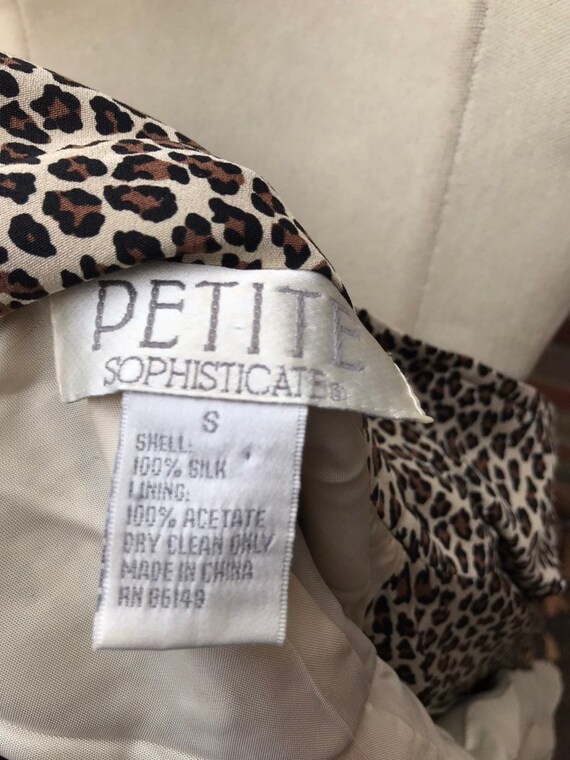 PETITE
SOPHISTICATE®
S
SHELL:
100% SILK
LINING:
100% ACETATE
DRY CLEAN ONLY
MADE IN CHINA
RN 66149